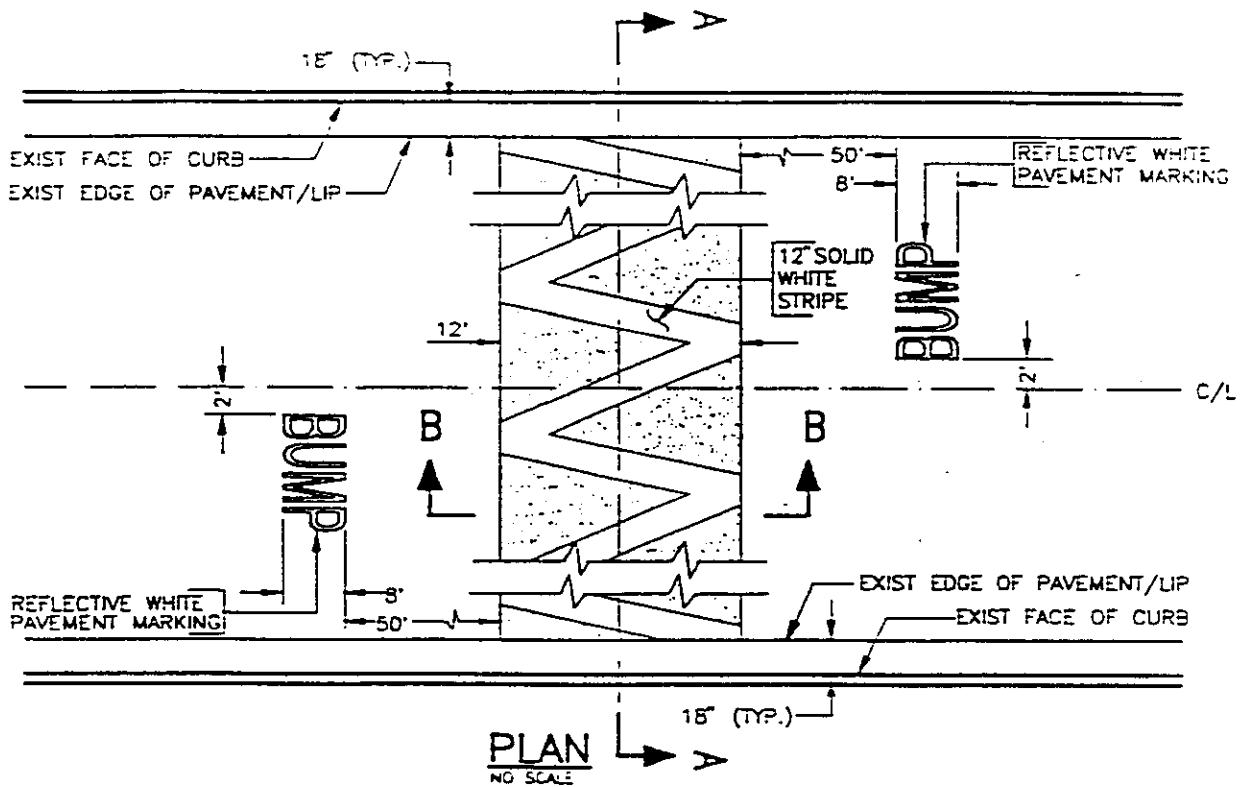 A
18" (TYP.)
EXIST FACE OF CURB
EXIST EDGE OF PAVEMENT/LIP
50'
REFLECTIVE WHITE
PAVEMENT MARKING
8'
12" SOLID
WHITE
STRIPE
BUMP
12'
2'
C/L
2'
BUMP
B
B
REFLECTIVE WHITE
PAVEMENT MARKING
8'
50'
EXIST EDGE OF PAVEMENT/LIP
EXIST FACE OF CURB
18" (TYP.)
A
PLAN
NO SCALE